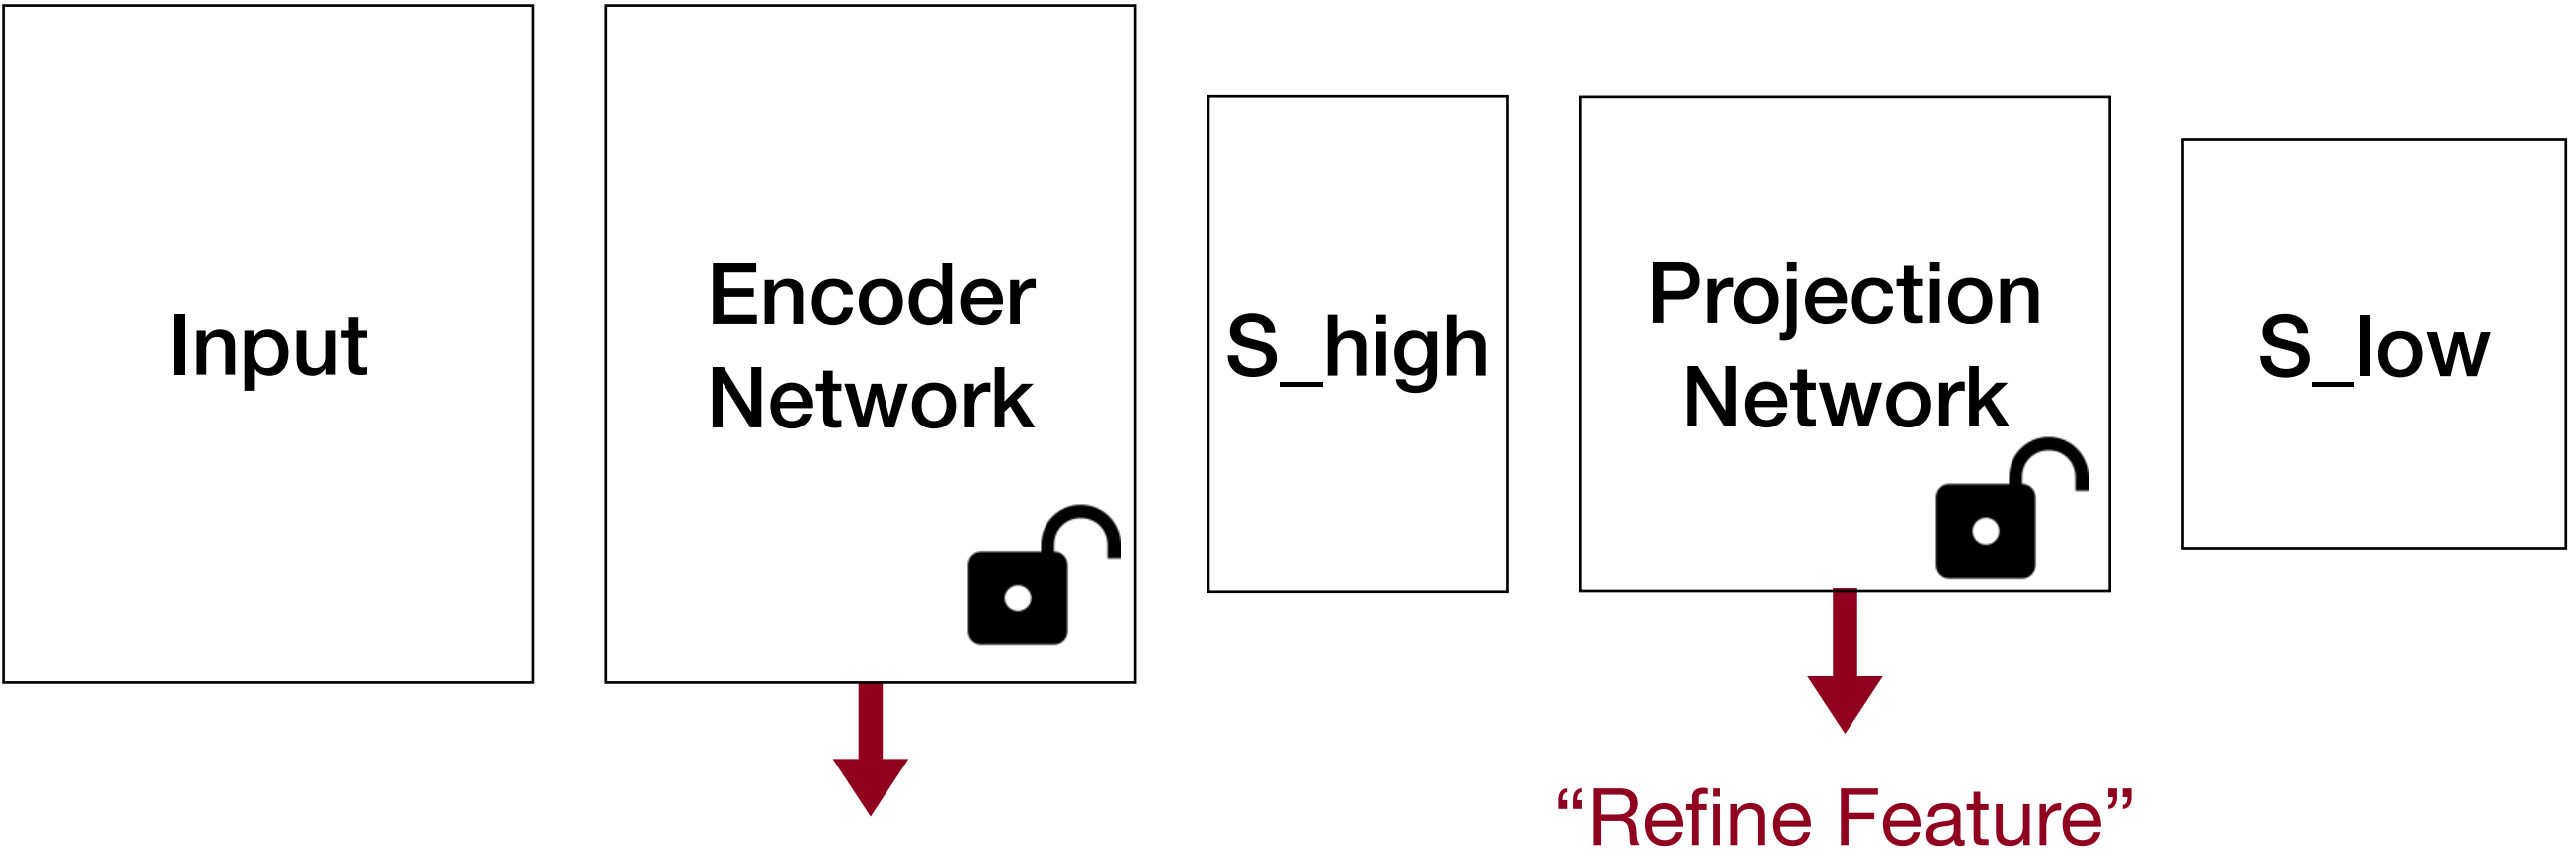 Input
Encoder
Network
S_high
Projection
Network
S_low
“Refine Feature”